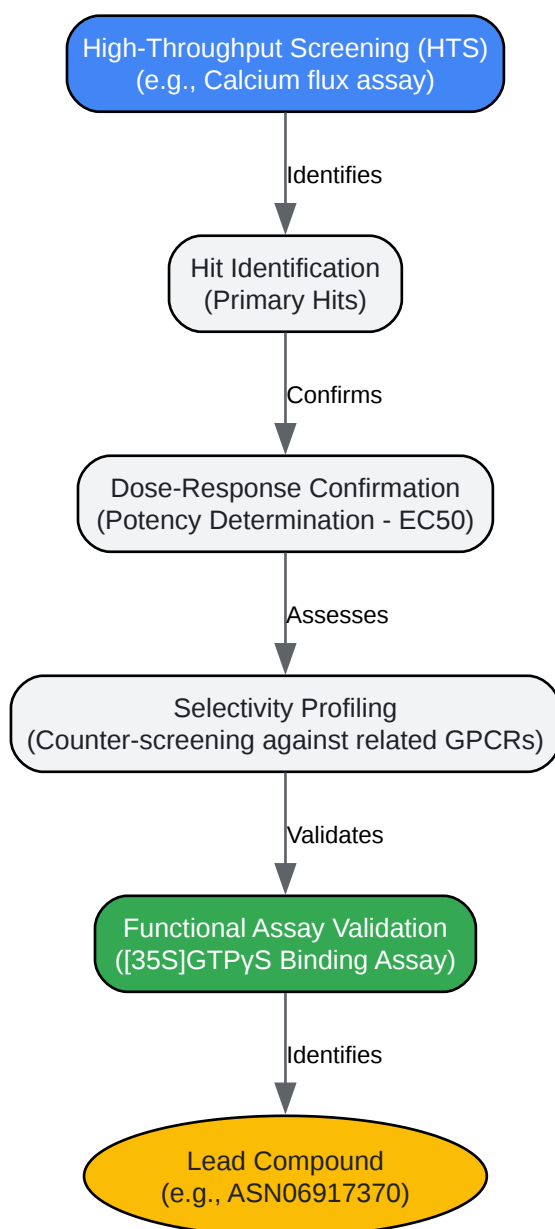 High-Throughput Screening (HTS)
(e.g., Calcium flux assay)
Identifies
Hit Identification
(Primary Hits)
Confirms
Dose-Response Confirmation
(Potency Determination - EC50)
Assesses
Selectivity Profiling
(Counter-screening against related GPCRs)
Validates
Functional Assay Validation
([35S]GTPγS Binding Assay)
Identifies
Lead Compound
(e.g., ASN06917370)